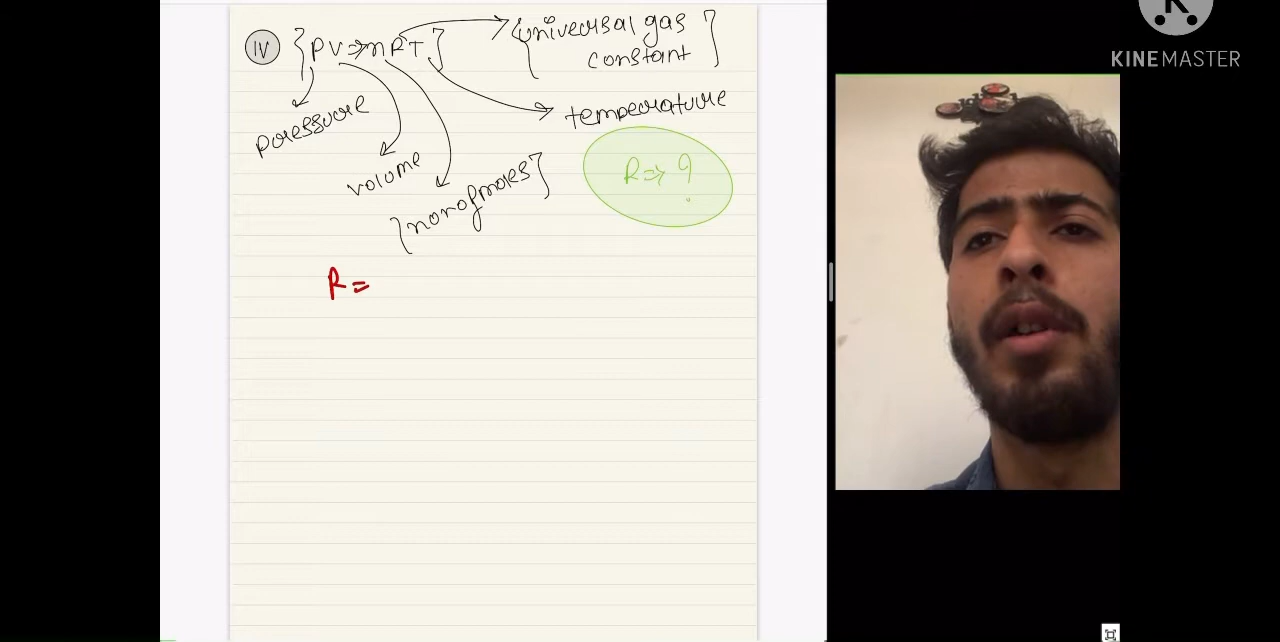 IV {PV⇒nRT} {universal gas
constant}
pressure
temperature
volume
R⇒?
{no of moles}
R=
KINEMASTER